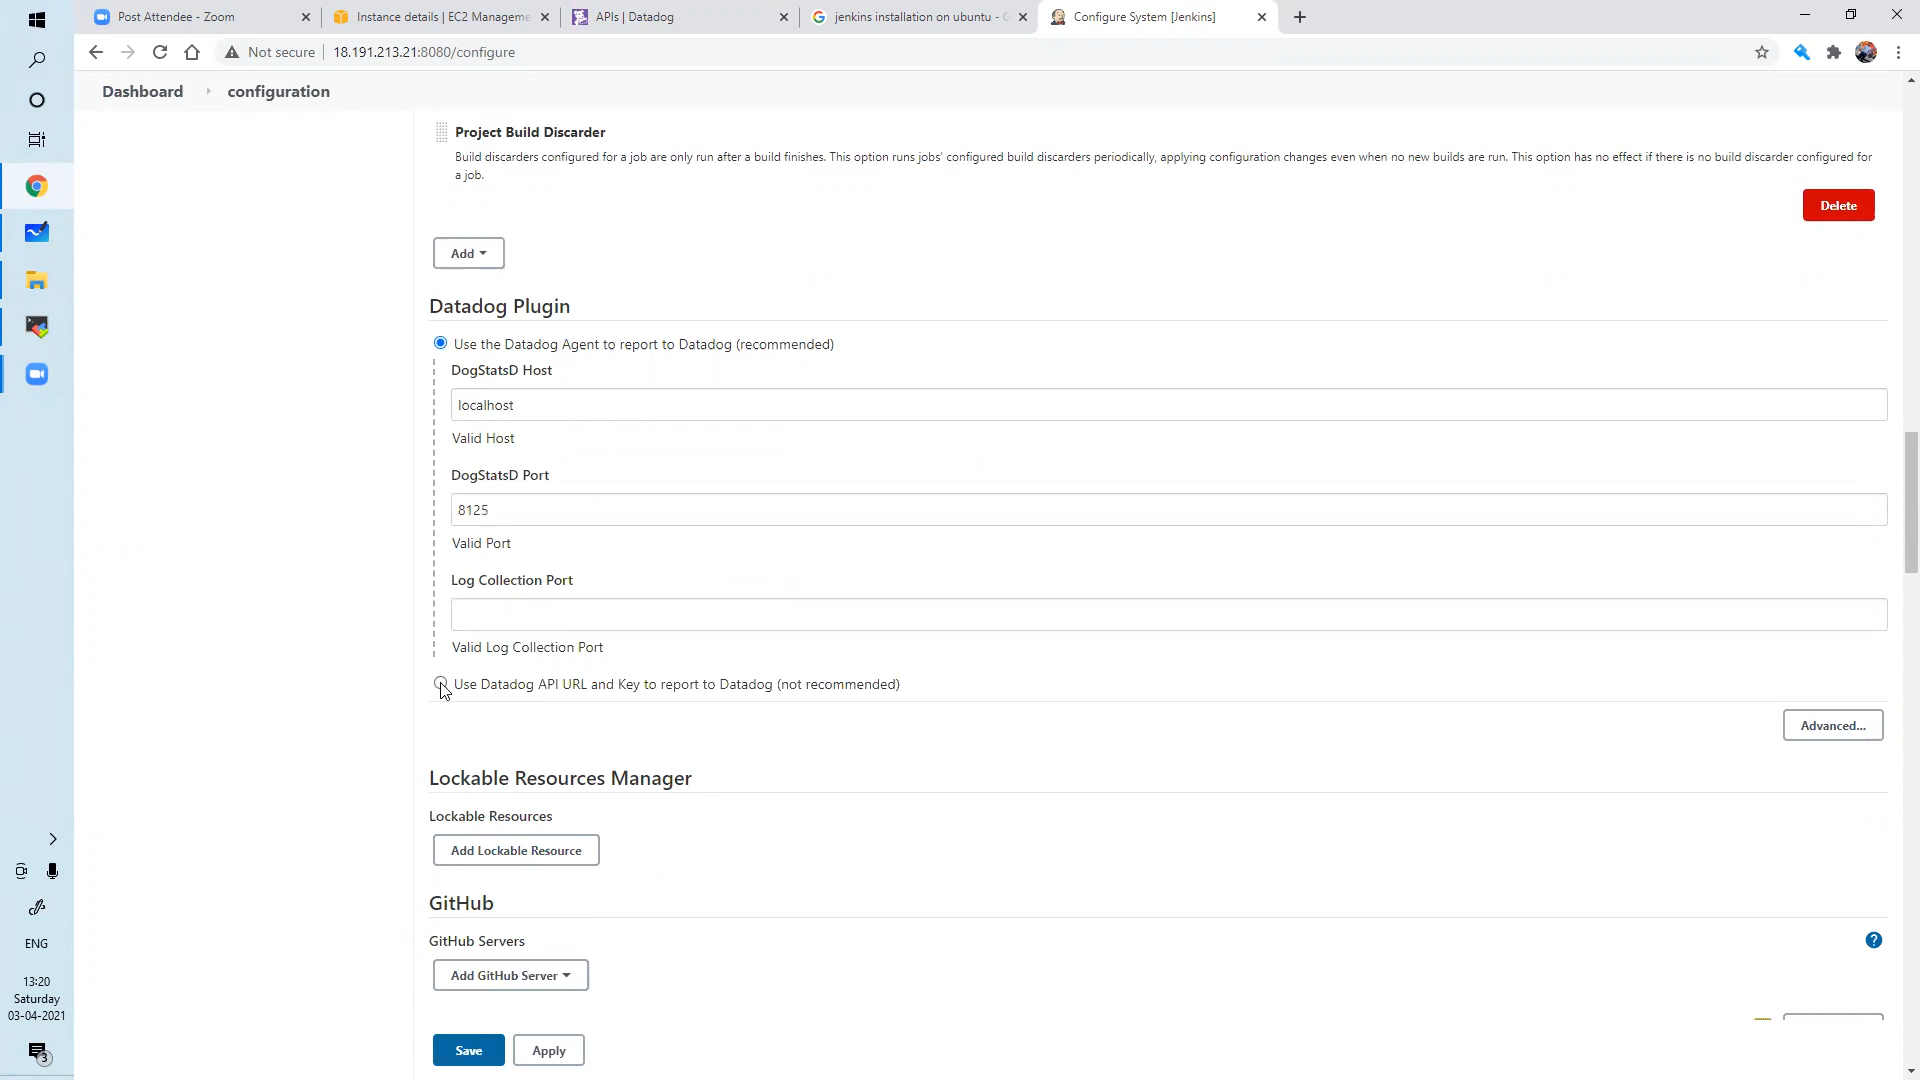 Post Attendee - Zoom
Instance details | EC2 Manageme
APIs | Datadog
jenkins installation on ubuntu - G
Configure System [Jenkins]
Not secure
18.191.213.21:8080/configure
Dashboard
configuration
Project Build Discarder
Build discarders configured for a job are only run after a build finishes. This option runs jobs' configured build discarders periodically, applying configuration changes even when no new builds are run. This option has no effect if there is no build discarder configured for
a job.
Delete
Add
Datadog Plugin
Use the Datadog Agent to report to Datadog (recommended)
DogStatsD Host
localhost
Valid Host
DogStatsD Port
8125
Valid Port
Log Collection Port
Valid Log Collection Port
Use Datadog API URL and Key to report to Datadog (not recommended)
Advanced...
Lockable Resources Manager
Lockable Resources
Add Lockable Resource
GitHub
GitHub Servers
?
Add GitHub Server
Save
Apply
ENG
13:20
Saturday
03-04-2021
3